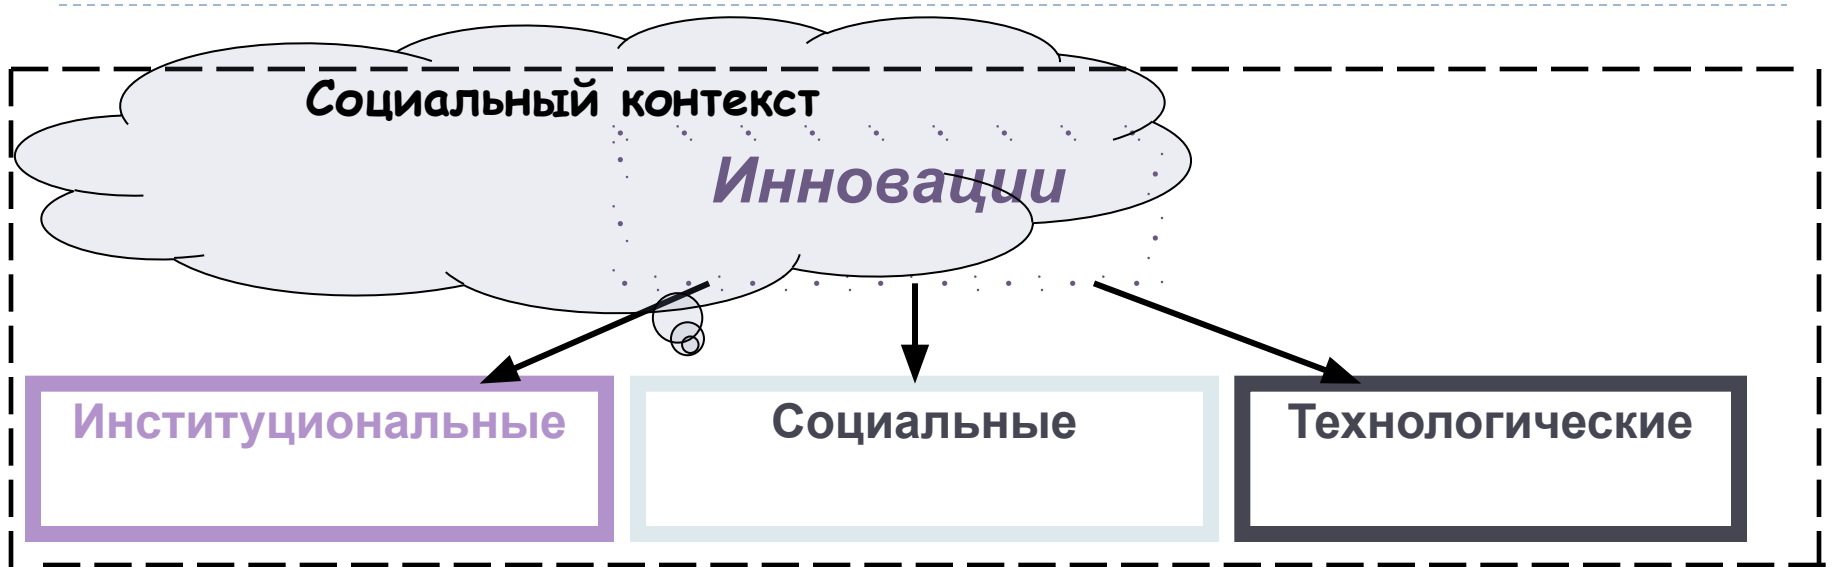 Социальный контекст
Инновации
Институциональные
Социальные
Технологические